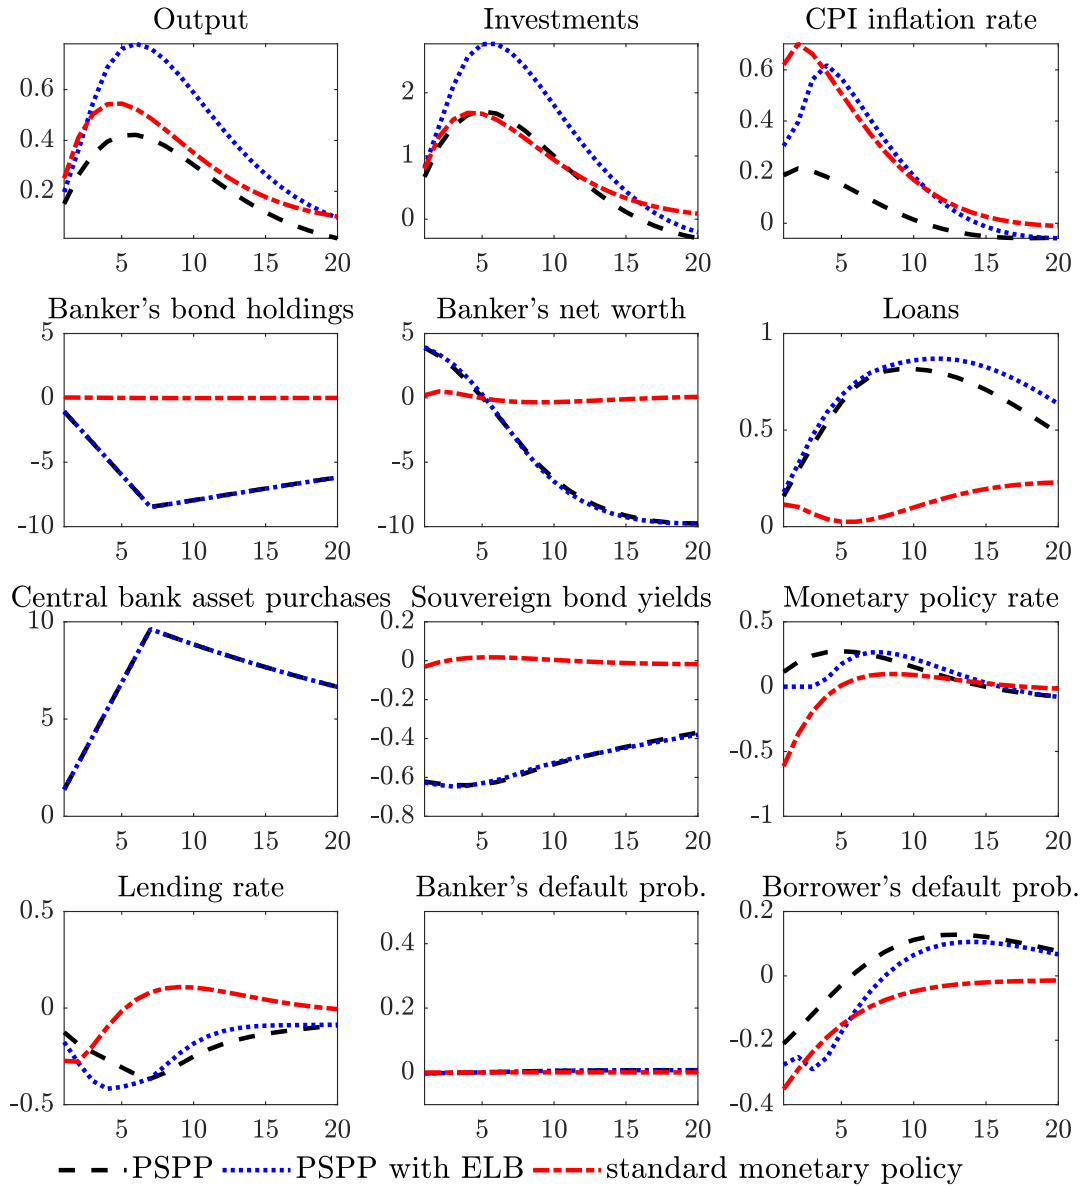 Output Investments CPI inflation rate
0.6 2 0.6
0.4 0.4
0.2 1 0.2
0 0
5 10 15 20 5 10 15 20 5 10 15 20
Banker's bond holdings Banker's net worth Loans
5 5 1
0 0
-5 -5 0.5
-10 -10 0
5 10 15 20 5 10 15 20 5 10 15 20
Central bank asset purchases Souvereign bond yields Monetary policy rate
10 0.2 0.5
0 0
5 -0.2
-0.4 -0.5
-0.6
0 -0.8 -1
5 10 15 20 5 10 15 20 5 10 15 20
Lending rate Banker's default prob. Borrower's default prob.
0.5 0.4 0.2
0 0.2 0
-0.2
-0.5 0 -0.4
5 10 15 20 5 10 15 20 5 10 15 20
PSPP PSPP with ELB standard monetary policy